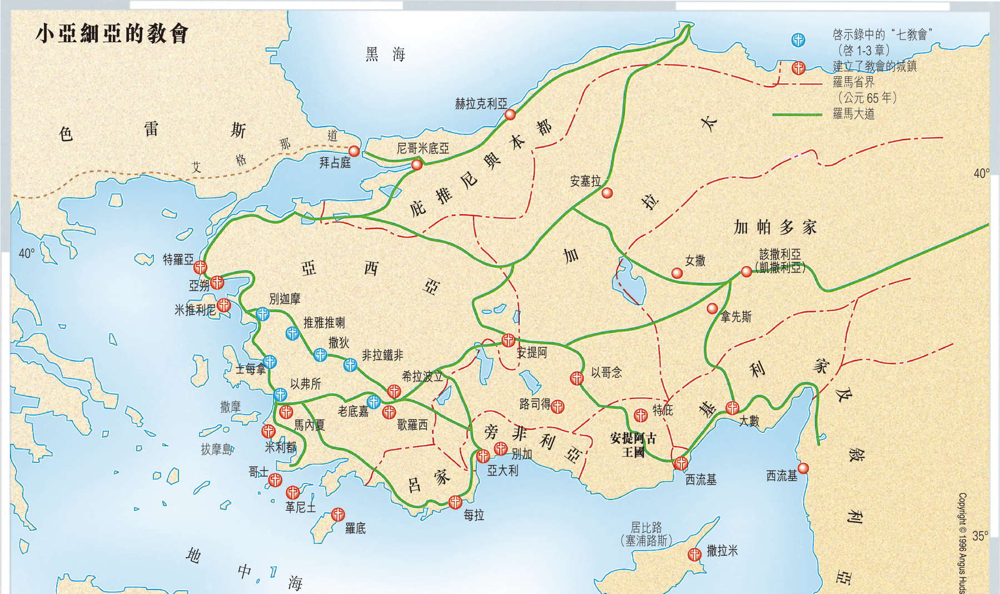 小亞細亞的教會
黑 海
啓示錄中的“七教會”
（啓 1-3 章）
建立了教會的城鎮
羅馬省界
（公元 65 年）
羅馬大道
赫拉克利亞
色 雷 斯
艾 格 那 道
拜占庭
尼哥米底亞
庇推尼與本都
安塞拉
加 拉 太
加帕多家
40°
40°
特羅亞
亞朔
米推利尼
亞 西 亞
女撒
該撒利亞
（凱撒利亞）
別迦摩
推雅推喇
撒狄
非拉鐵非
拿先斯
士每拿
以弗所
希拉波立
安提阿
以哥念
基 利 家 及
撒摩
老底嘉
歌羅西
路司得
特庇
大數
馬內夏
拔摩島
米利都
旁非利亞
安提阿古
王國
別加
亞大利
哥士
呂家
西流基
西流基
敍 利 亞
革尼土
每拉
羅底
居比路
（塞浦路斯）
撒拉米
35°
地 中 海
Copyright © 1996 Angus Huds